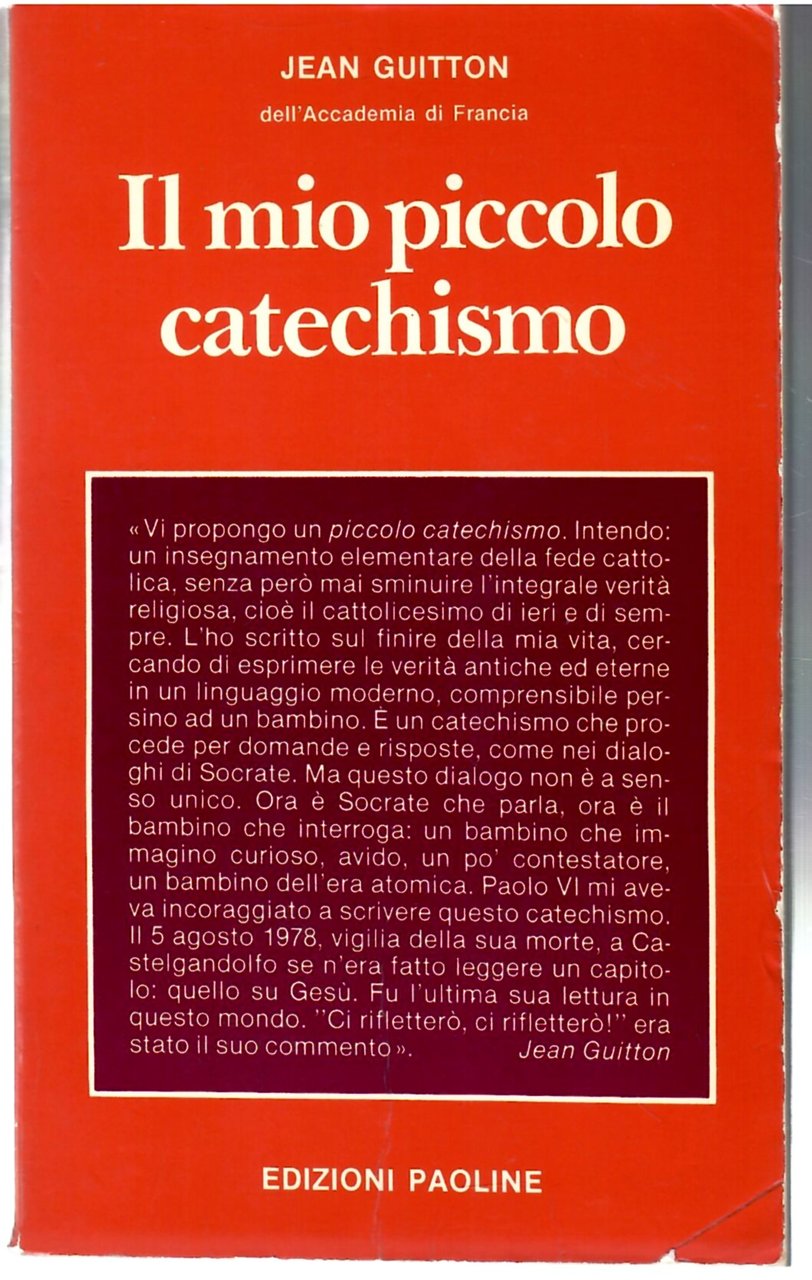 JEAN GUITTON
dell'Accademia di Francia
Il mio piccolo
catechismo
«Vi propongo un piccolo catechismo. Intendo:
un insegnamento elementare della fede catto-
lica, senza però mai sminuire l'integrale verità
religiosa, cioè il cattolicesimo di ieri e di sem-
pre. L'ho scritto sul finire della mia vita, cer-
cando di esprimere le verità antiche ed eterne
in un linguaggio moderno, comprensibile per-
sino ad un bambino. È un catechismo che pro-
cede per domande e risposte, come nei dialo-
ghi di Socrate. Ma questo dialogo non è a sen-
so unico. Ora è Socrate che parla, ora è il
bambino che interroga: un bambino che im-
magino curioso, avido, un po' contestatore,
un bambino dell'era atomica. Paolo VI mi ave-
va incoraggiato a scrivere questo catechismo.
Il 5 agosto 1978, vigilia della sua morte, a Ca-
stelgandolfo se n'era fatto leggere un capito-
lo: quello su Gesù. Fu l'ultima sua lettura in
questo mondo. "Ci rifletterò, ci rifletterò!" era
stato il suo commento». Jean Guitton
EDIZIONI PAOLINE